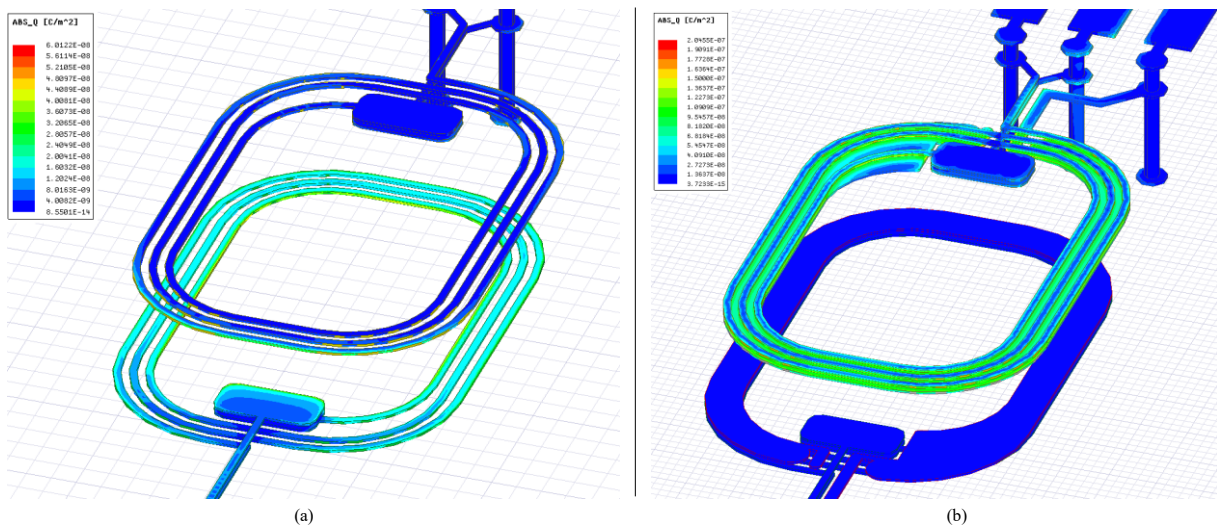 ABS_Q [C/m^2]
6.0122E-08
5.6114E-08
5.2105E-08
4.8097E-08
4.4089E-08
4.0081E-08
3.6073E-08
3.2065E-08
2.8057E-08
2.4049E-08
2.0041E-08
1.6032E-08
1.2024E-08
8.0163E-09
4.0082E-09
8.5501E-14
(a)
ABS_Q [C/m^2]
2.0455E-07
1.9091E-07
1.7728E-07
1.6364E-07
1.5000E-07
1.3637E-07
1.2273E-07
1.0909E-07
9.5457E-08
8.1820E-08
6.8184E-08
5.4547E-08
4.0910E-08
2.7273E-08
1.3637E-08
3.7233E-15
(b)